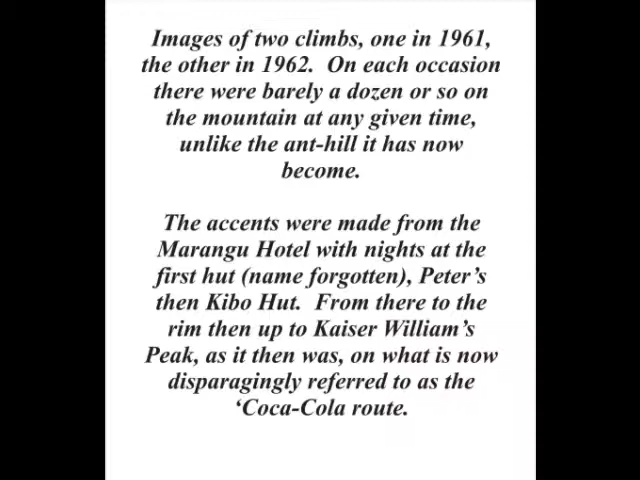 Images of two climbs, one in 1961,
the other in 1962.  On each occasion
there were barely a dozen or so on
the mountain at any given time,
unlike the ant-hill it has now
become.
The accents were made from the
Marangu Hotel with nights at the
first hut (name forgotten), Peter's
then Kibo Hut.  From there to the
rim then up to Kaiser William's
Peak, as it then was, on what is now
disparagingly referred to as the
‘Coca-Cola route.